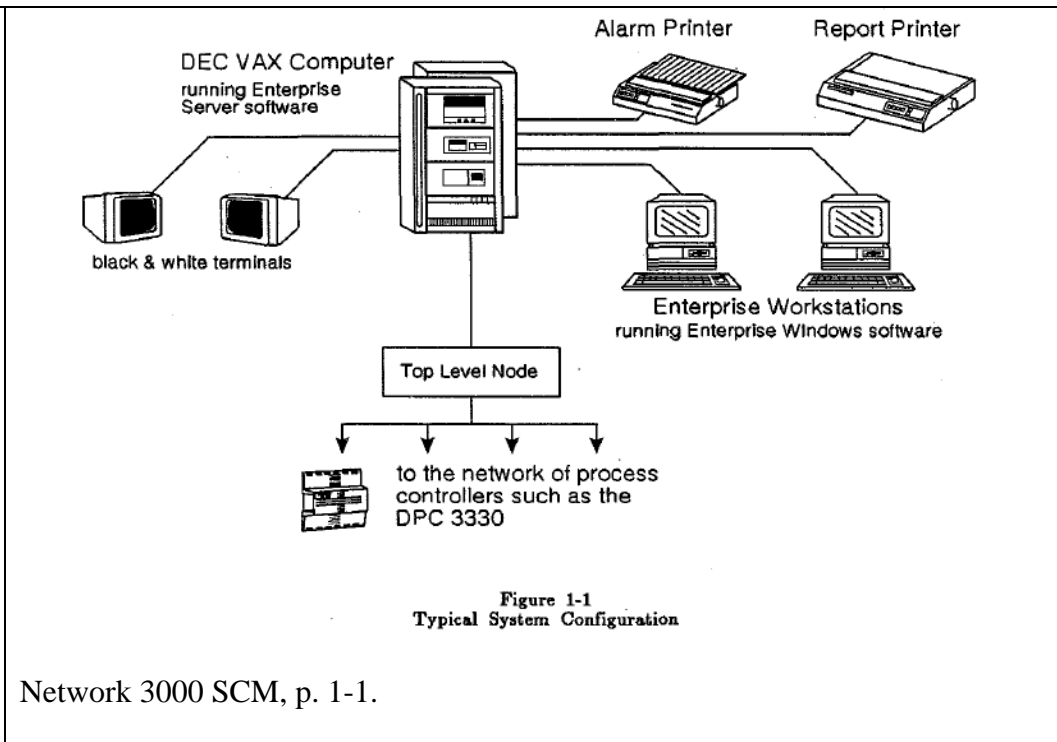 Alarm Printer
Report Printer
DEC VAX Computer
running Enterprise
Server software
black & white terminals
Enterprise Workstations
running Enterprise Windows software
Top Level Node
to the network of process
controllers such as the
DPC 3330
Figure 1-1
Typical System Configuration
Network 3000 SCM, p. 1-1.